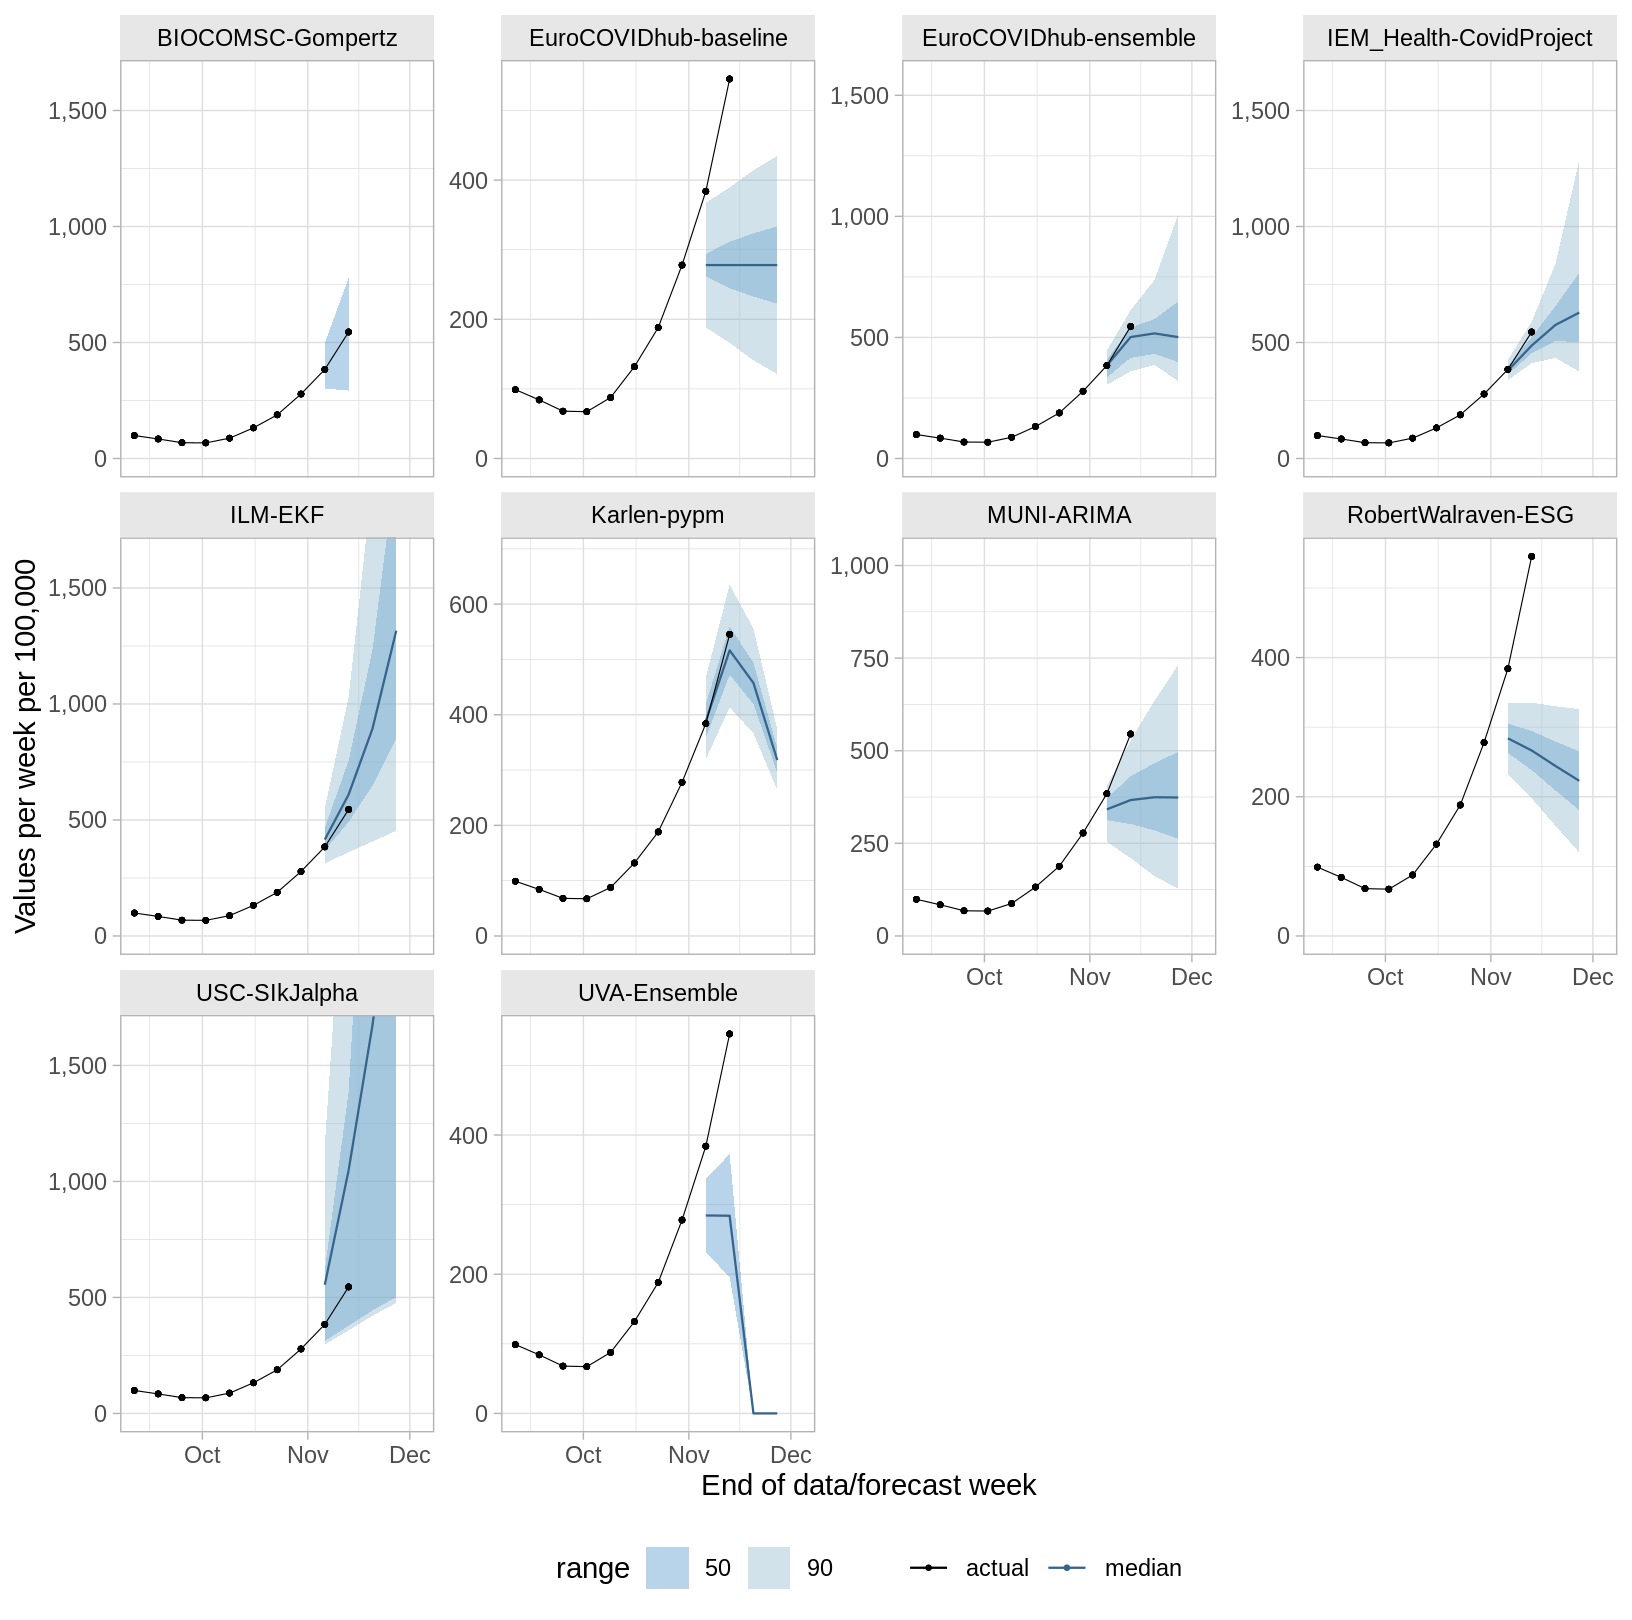 BIOCOMSC-Gompertz
EuroCOVIDhub-baseline
EuroCOVIDhub-ensemble
IEM_Health-CovidProject
1,500
1,000
500
0
400
200
0
1,500
1,000
500
0
1,500
1,000
500
0
ILM-EKF
Karlen-pypm
MUNI-ARIMA
RobertWalraven-ESG
Values per week per 100,000
1,500
1,000
500
0
600
400
200
0
1,000
750
500
250
0
400
200
0
Oct Nov Dec
Oct Nov Dec
USC-SIkJalpha
UVA-Ensemble
1,500
1,000
500
0
400
200
0
Oct Nov Dec
Oct Nov Dec
End of data/forecast week
range 50 90 actual median